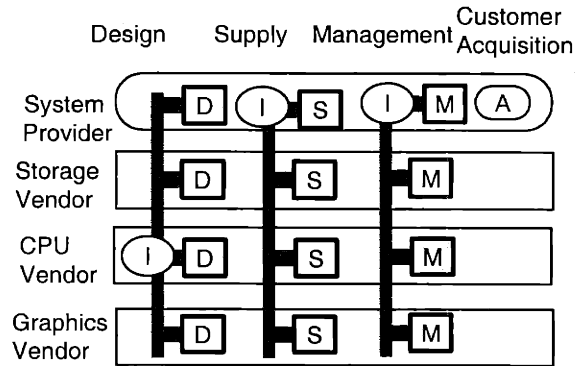 Design Supply Management Customer Acquisition
System Provider
D I S I M A
Storage Vendor
D S M
CPU Vendor
I D S M
Graphics Vendor
D S M